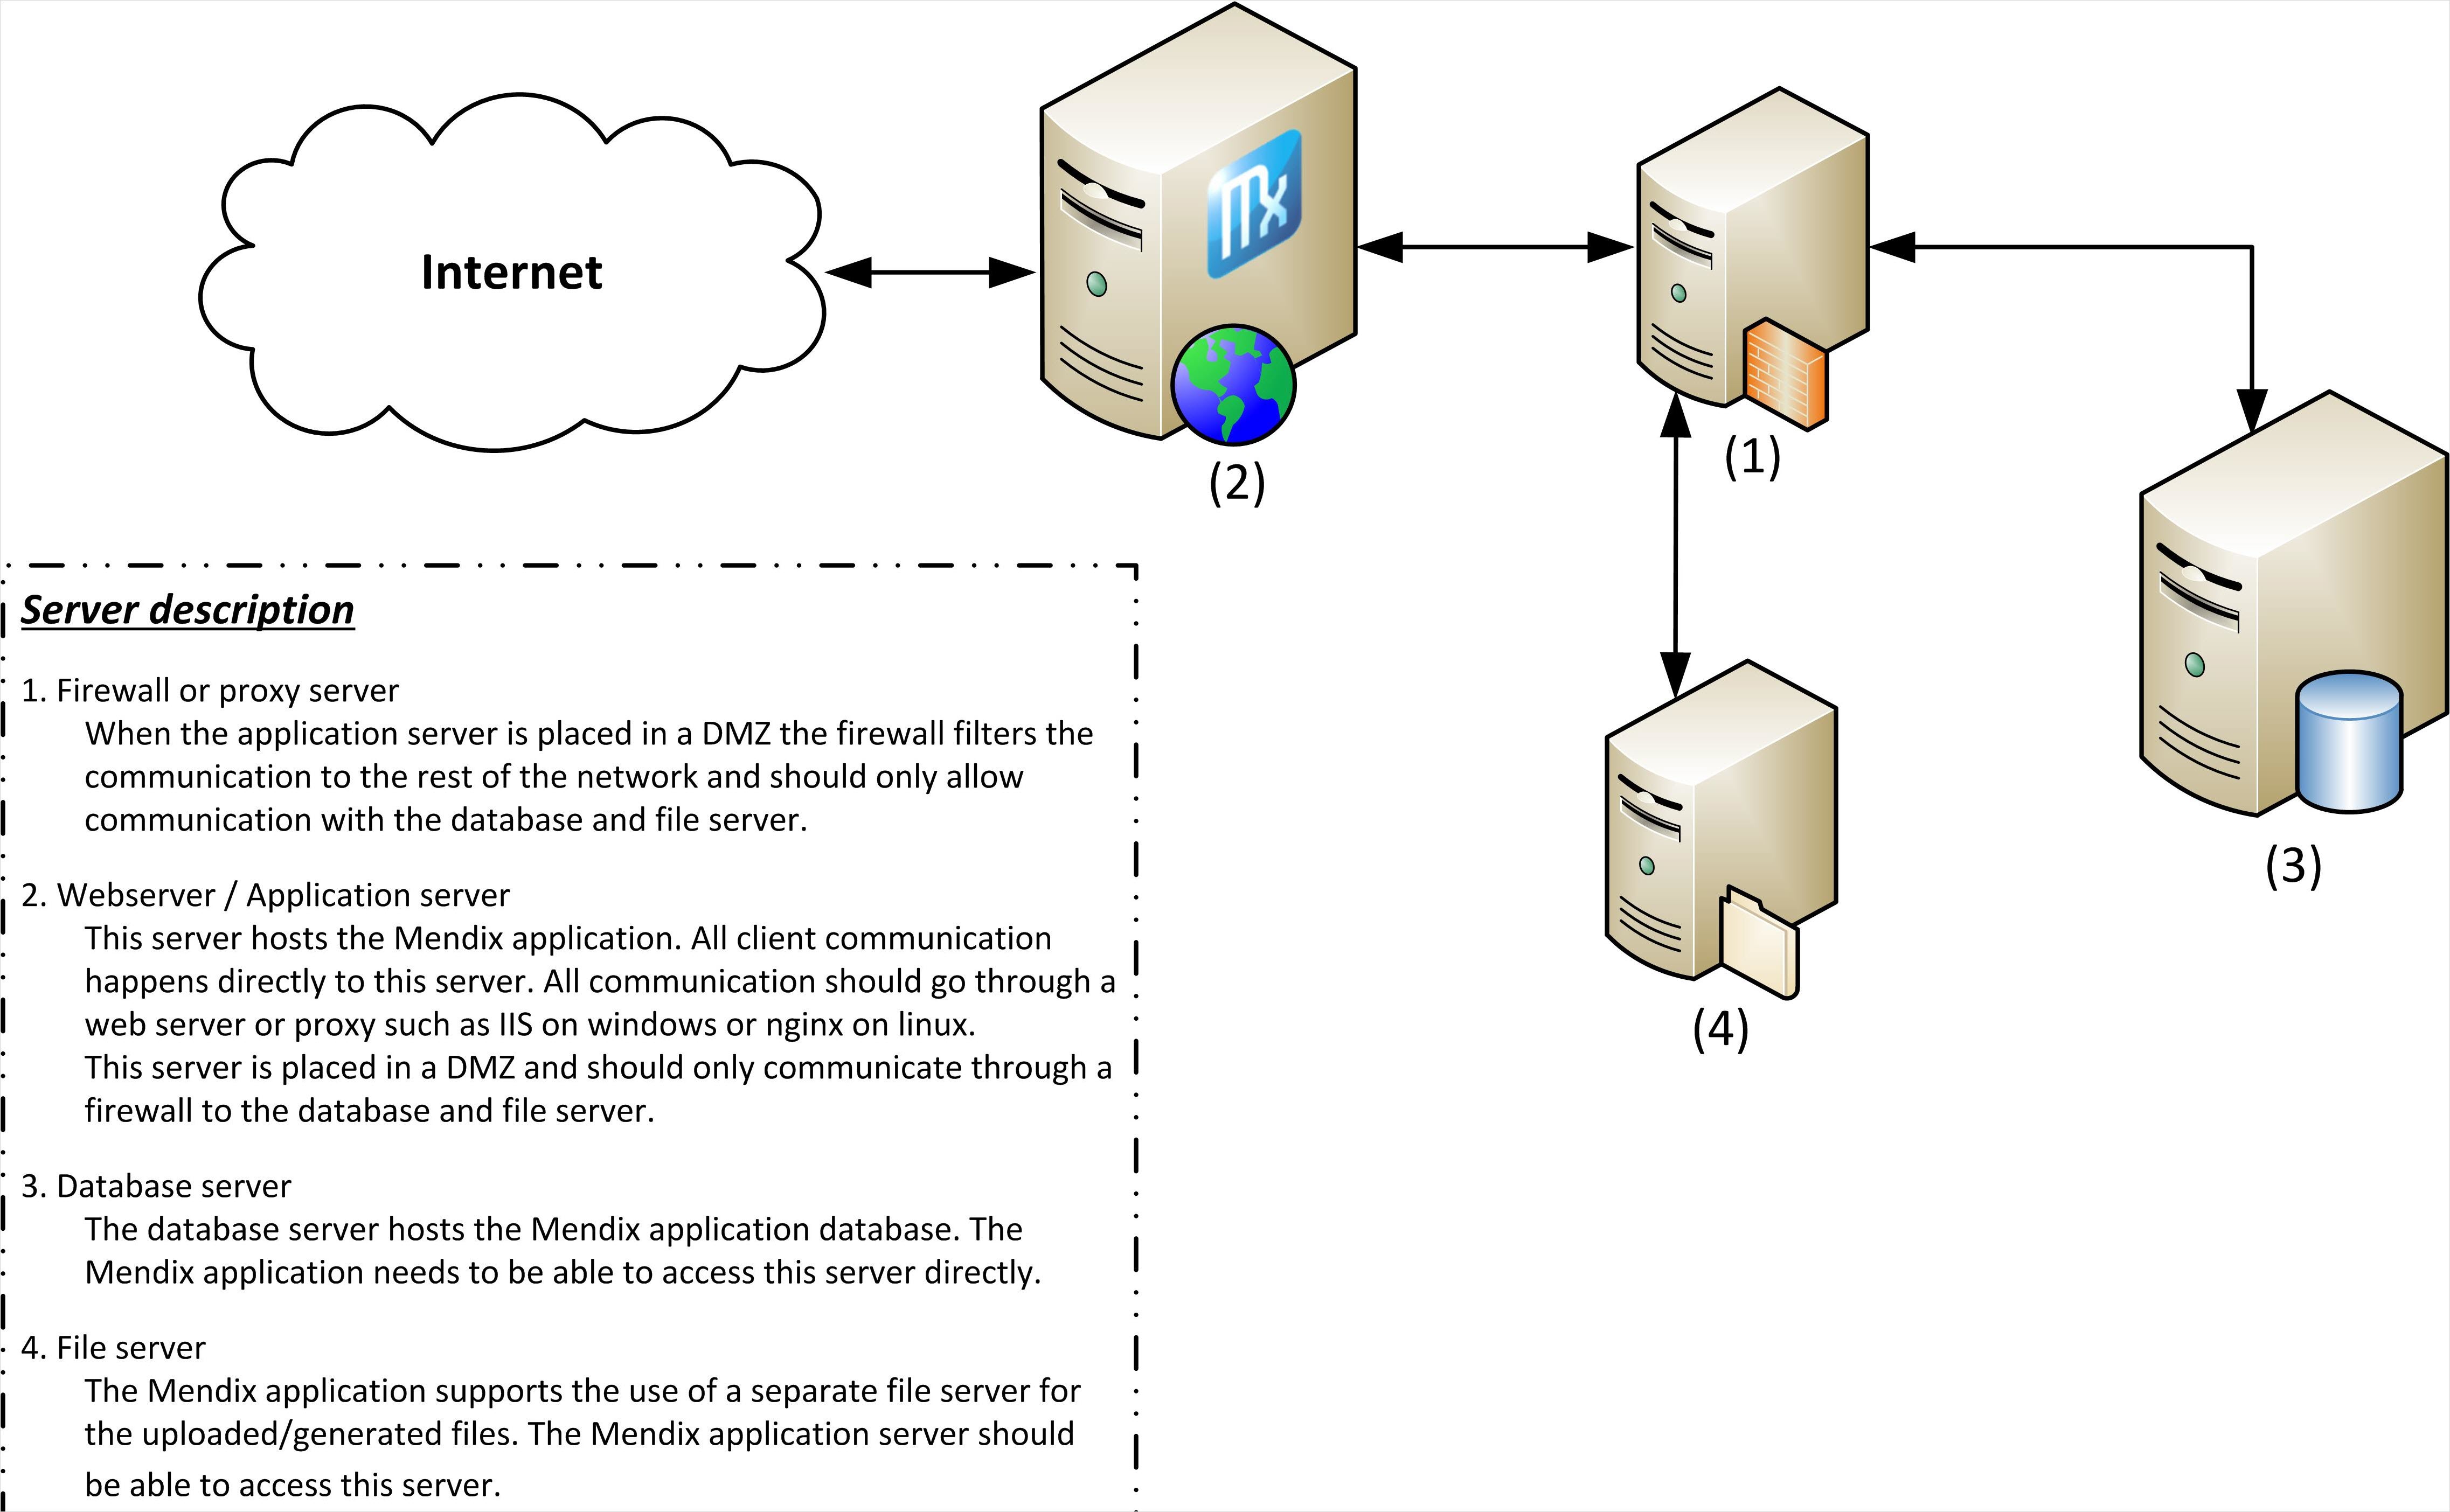 Internet
Mx
(2)
(1)
(3)
(4)
Server description
1. Firewall or proxy server
When the application server is placed in a DMZ the firewall filters the
communication to the rest of the network and should only allow
communication with the database and file server.
2. Webserver / Application server
This server hosts the Mendix application. All client communication
happens directly to this server. All communication should go through a
web server or proxy such as IIS on windows or nginx on linux.
This server is placed in a DMZ and should only communicate through a
firewall to the database and file server.
3. Database server
The database server hosts the Mendix application database. The
Mendix application needs to be able to access this server directly.
4. File server
The Mendix application supports the use of a separate file server for
the uploaded/generated files. The Mendix application server should
be able to access this server.